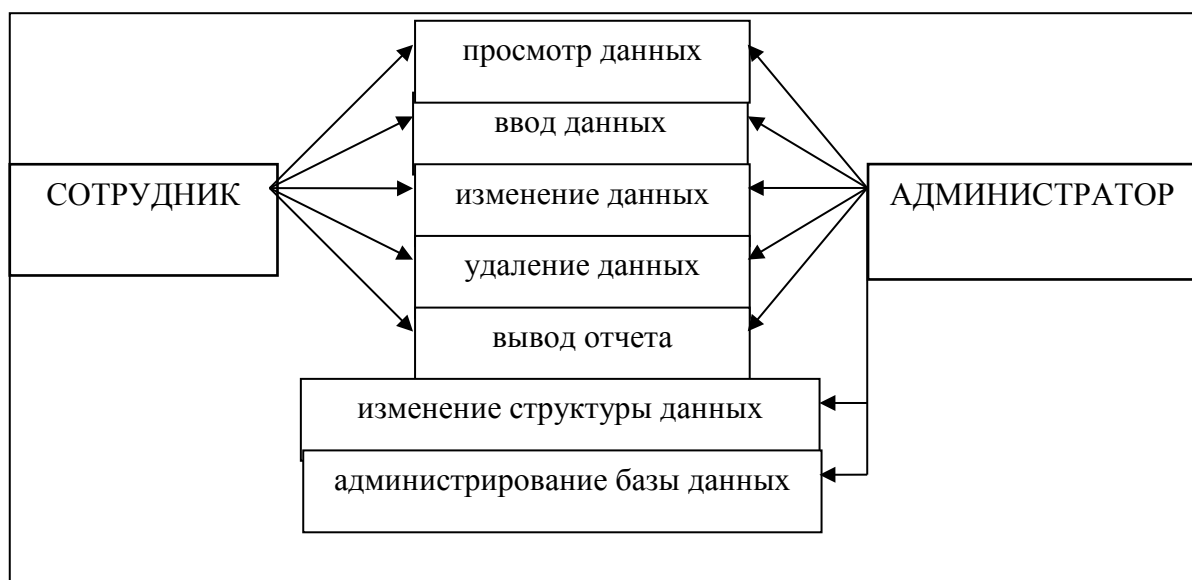 просмотр данных
ввод данных
СОТРУДНИК
изменение данных
АДМИНИСТРАТОР
удаление данных
вывод отчета
изменение структуры данных
администрирование базы данных